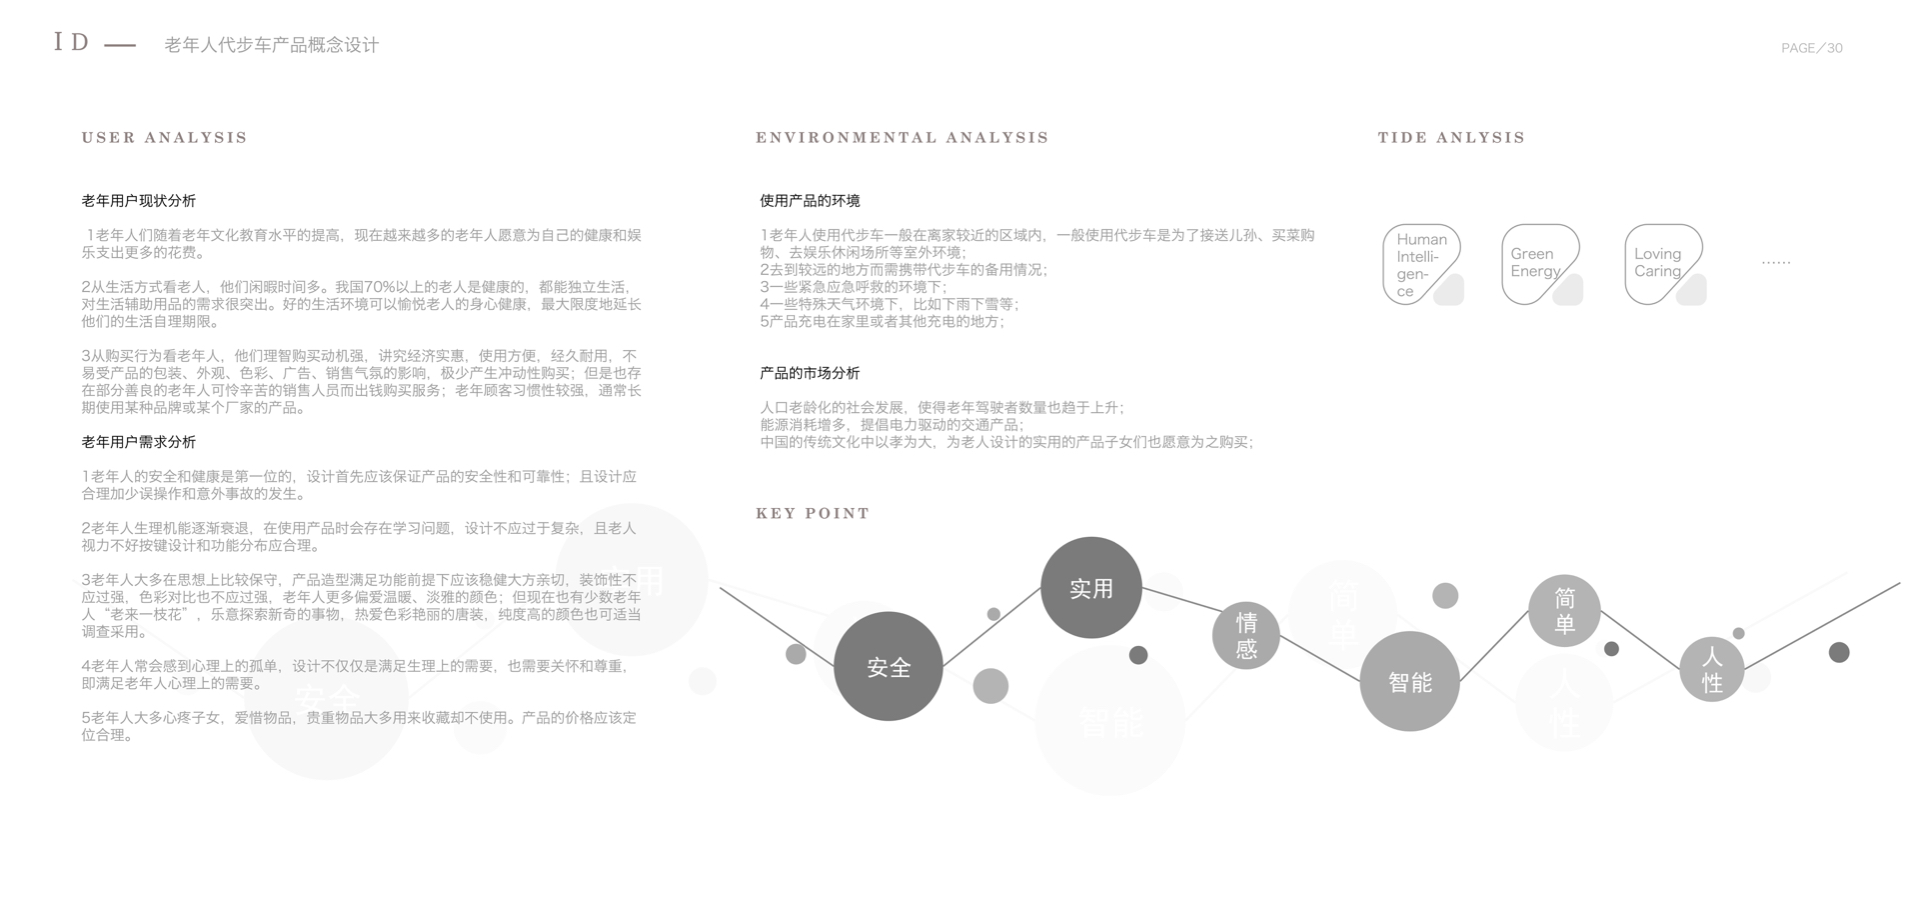 ID — 老年人代步车产品概念设计
PAGE／30
USER ANALYSIS
老年用户现状分析
1老年人们随着老年文化教育水平的提高，现在越来越多的老年人愿意为自己的健康和娱
乐支出更多的花费。
2从生活方式看老人，他们闲暇时间多。我国70%以上的老人是健康的，都能独立生活，
对生活辅助用品的需求很突出。好的生活环境可以愉悦老人的身心健康，最大限度地延长
他们的生活自理期限。
3从购买行为看老年人，他们理智购买动机强，讲究经济实惠，使用方便，经久耐用，不
易受产品的包装、外观、色彩、广告、销售气氛的影响，极少产生冲动性购买；但是也存
在部分善良的老年人可怜辛苦的销售人员而出钱购买服务；老年顾客习惯性较强，通常长
期使用某种品牌或某个厂家的产品。
老年用户需求分析
1老年人的安全和健康是第一位的，设计首先应该保证产品的安全性和可靠性；且设计应
合理加少误操作和意外事故的发生。
2老年人生理机能逐渐衰退，在使用产品时会存在学习问题，设计不应过于复杂，且老人
视力不好按键设计和功能分布应合理。
3老年人大多在思想上比较保守，产品造型满足功能前提下应该稳健大方亲切，装饰性不
应过强，色彩对比也不应过强，老年人更多偏爱温暖、淡雅的颜色；但现在也有少数老年
人“老来一枝花”，乐意探索新奇的事物，热爱色彩艳丽的唐装，纯度高的颜色也可适当
调查采用。
4老年人常会感到心理上的孤单，设计不仅仅是满足生理上的需要，也需要关怀和尊重，
即满足老年人心理上的需要。
5老年人大多心疼子女，爱惜物品，贵重物品大多用来收藏却不使用。产品的价格应该定
位合理。
ENVIRONMENTAL ANALYSIS
使用产品的环境
1老年人使用代步车一般在离家较近的区域内，一般使用代步车是为了接送儿孙、买菜购
物、去娱乐休闲场所等室外环境；
2去到较远的地方而需携带代步车的备用情况；
3一些紧急应急呼救的环境下；
4一些特殊天气环境下，比如下雨下雪等；
5产品充电在家里或者其他充电的地方；
产品的市场分析
人口老龄化的社会发展，使得老年驾驶者数量也趋于上升；
能源消耗增多，提倡电力驱动的交通产品；
中国的传统文化中以孝为大，为老人设计的实用的产品子女们也愿意为之购买；
TIDE ANLYSIS
Human
Intelli-
gen-
ce
Green
Energy
Loving
Caring
……
KEY POINT
安全
实用
情
感
智能
简
单
人
性
安全
用
智能
简
单
人
性